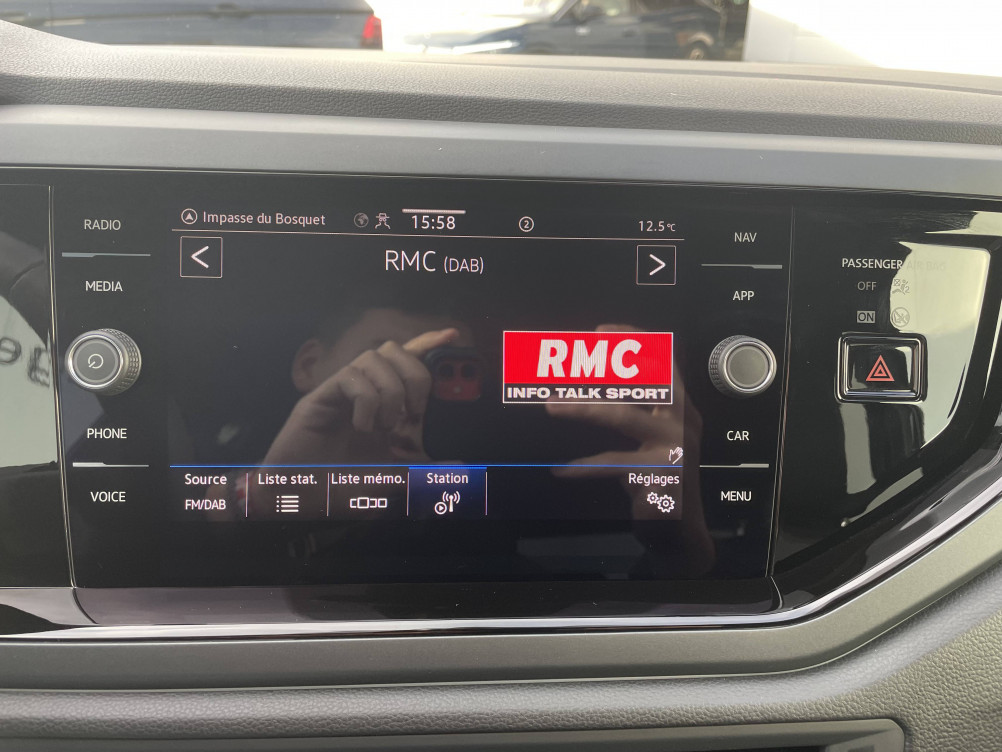 RADIO
MEDIA
PHONE
VOICE
Impasse du Bosquet
15:58
2
12.5°C
<
RMC (DAB)
>
RMC
INFO TALK SPORT
Source
FM/DAB
Liste stat.
Liste mémo.
Station
Réglages
NAV
APP
CAR
MENU
PASSENGER
OFF
ON